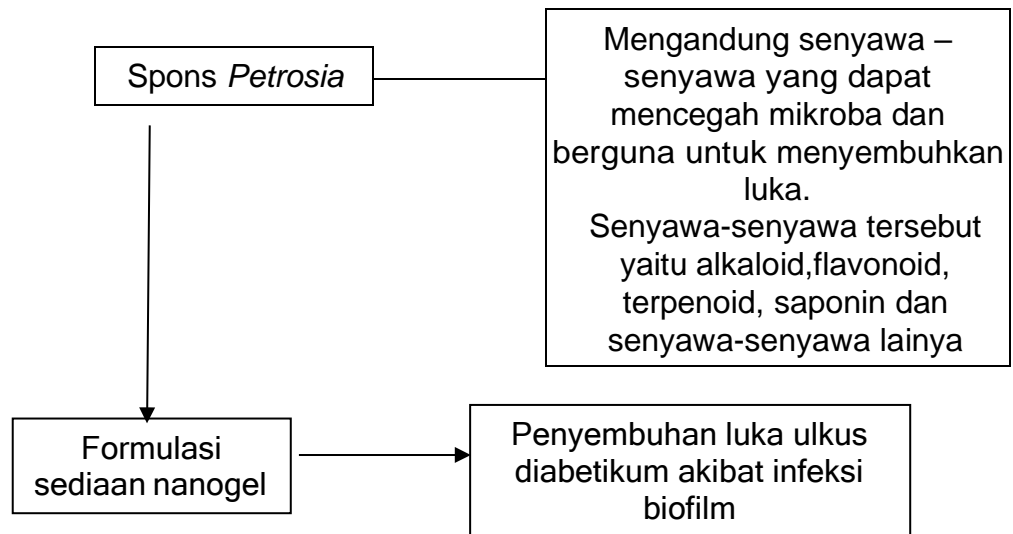 Spons Petrosia
Mengandung senyawa –
senyawa yang dapat
mencegah mikroba dan
berguna untuk menyembuhkan
luka.
Senyawa-senyawa tersebut
yaitu alkaloid,flavonoid,
terpenoid, saponin dan
senyawa-senyawa lainya
Formulasi
sediaan nanogel
Penyembuhan luka ulkus
diabetikum akibat infeksi
biofilm